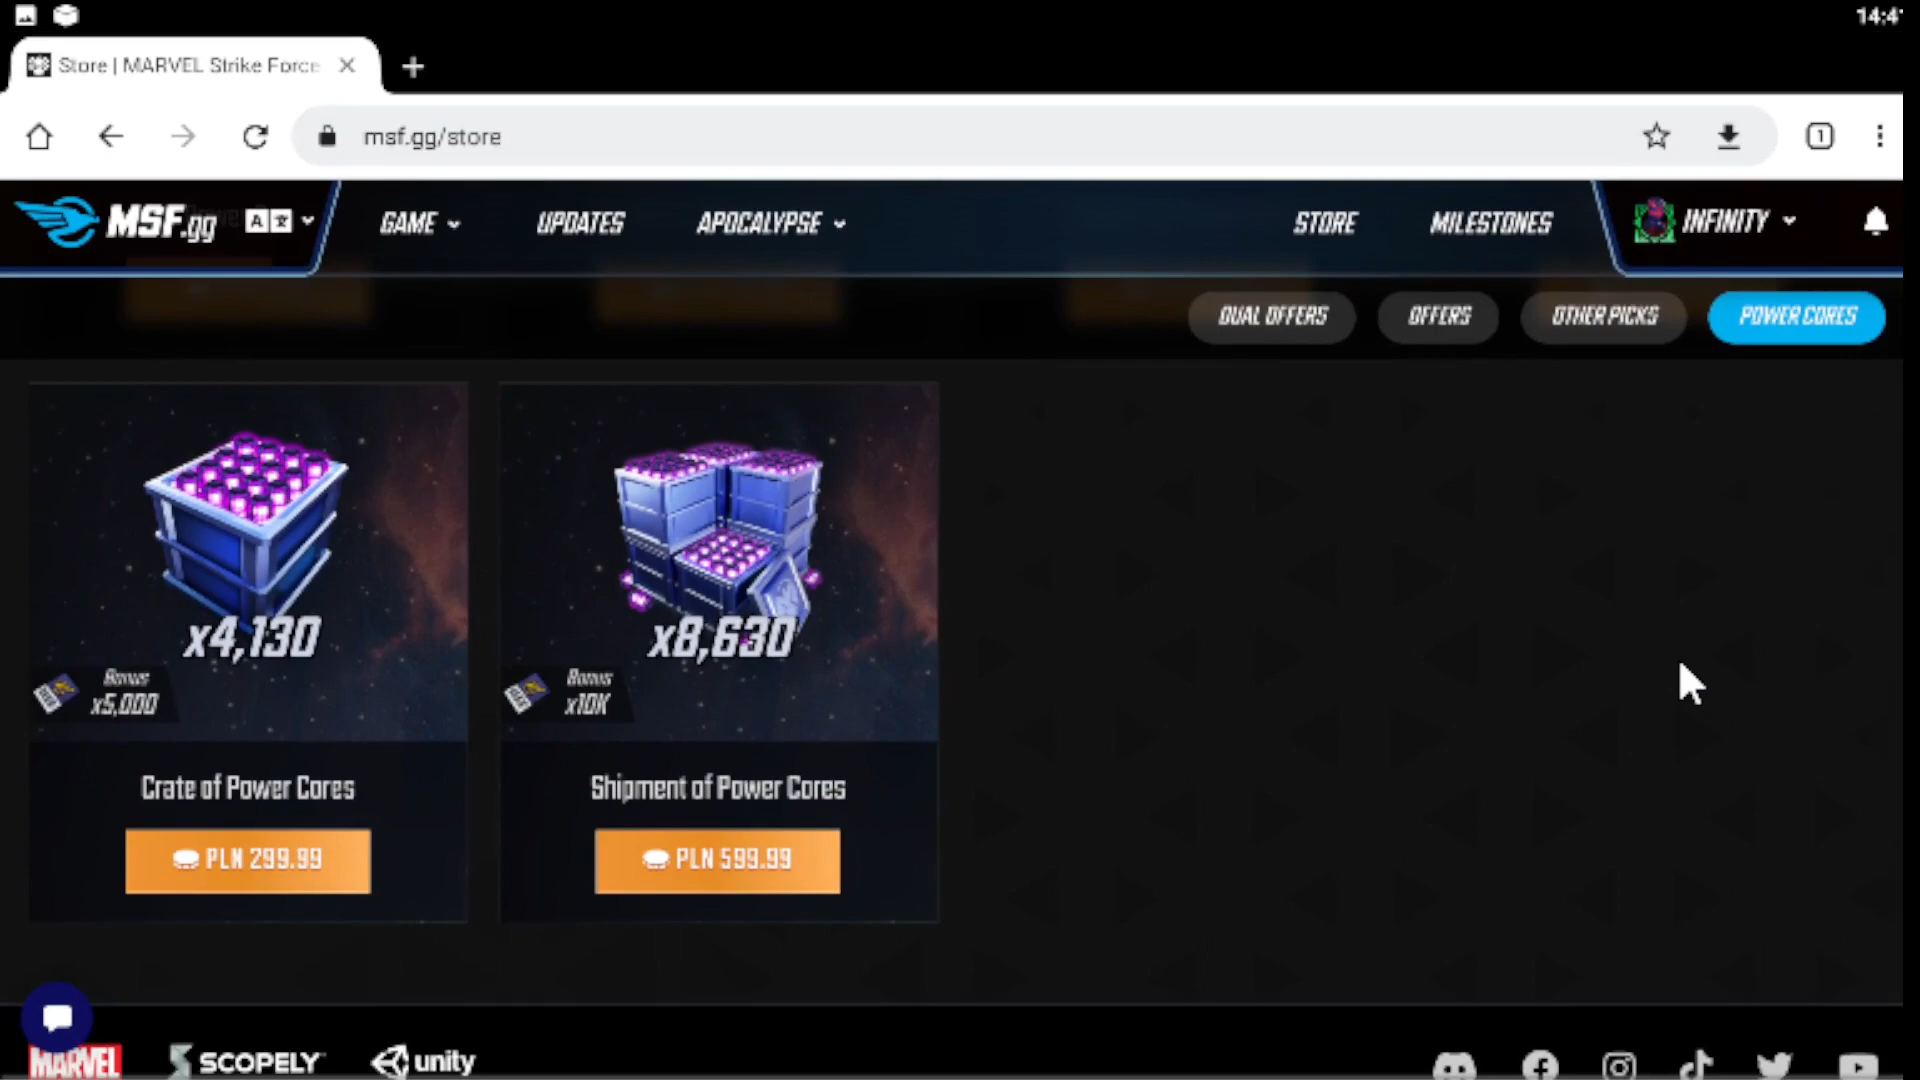 14:4
Store | MARVEL Strike Force
msf.gg/store
1
MSF.gg
GAME
UPDATES
APOCALYPSE
STORE
MILESTONES
INFINITY
DUAL OFFERS
OFFERS
OTHER PICKS
POWER CORES
x4,130
Bonus
x5,000
Crate of Power Cores
PLN 299.99
x8,630
Bonus
x10K
Shipment of Power Cores
PLN 599.99
MARVEL
SCOPELY
unity